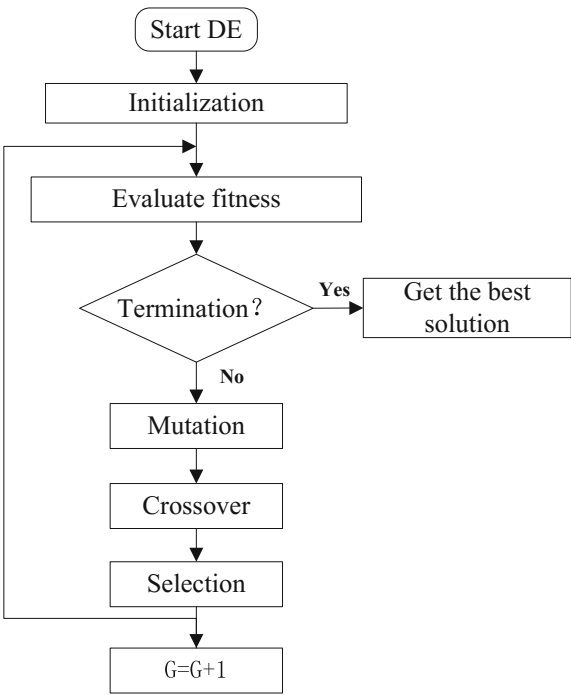 Start DE
Initialization
Evaluate fitness
Termination?
Yes
Get the best
solution
No
Mutation
Crossover
Selection
G=G+1